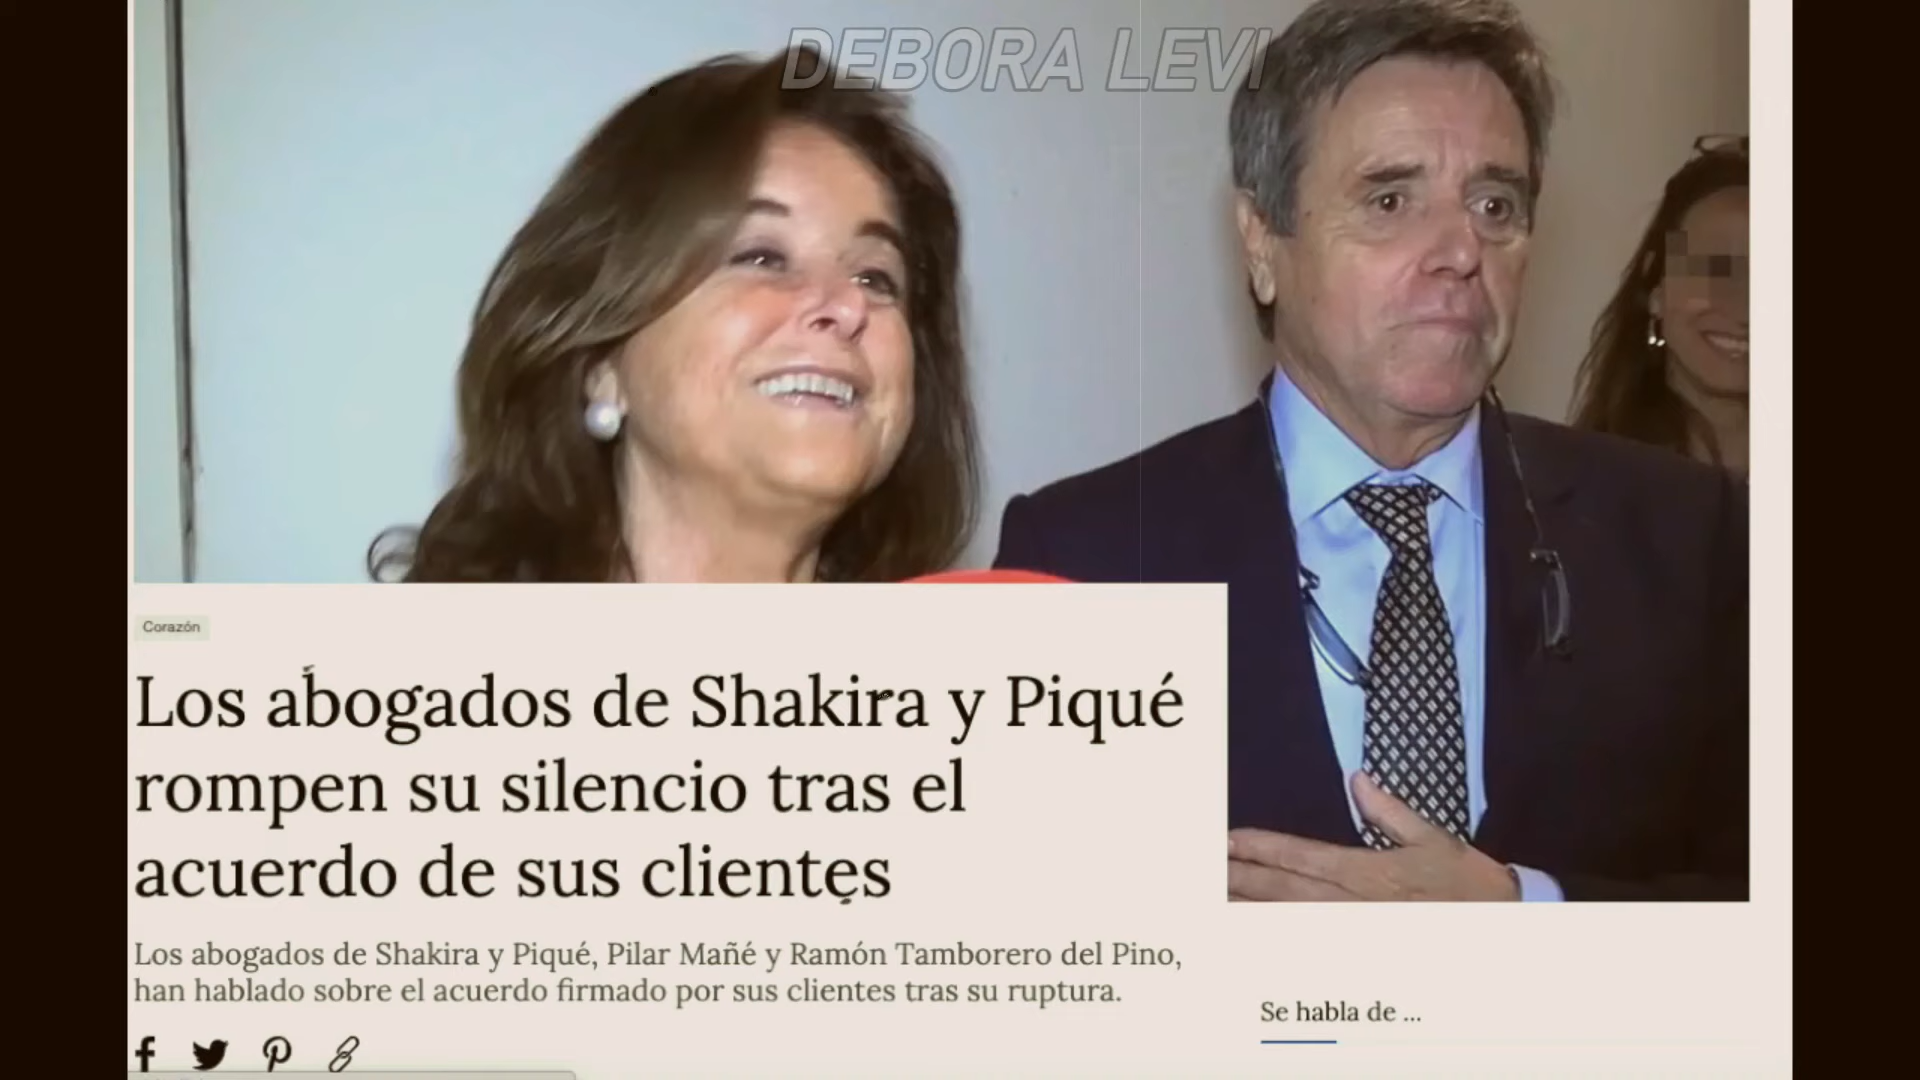 DEBORA LEVI
Corazón
Los abogados de Shakira y Piqué
rompen su silencio tras el
acuerdo de sus clientes
Los abogados de Shakira y Piqué, Pilar Mañé y Ramón Tamborero del Pino,
han hablado sobre el acuerdo firmado por sus clientes tras su ruptura.
Se habla de ...